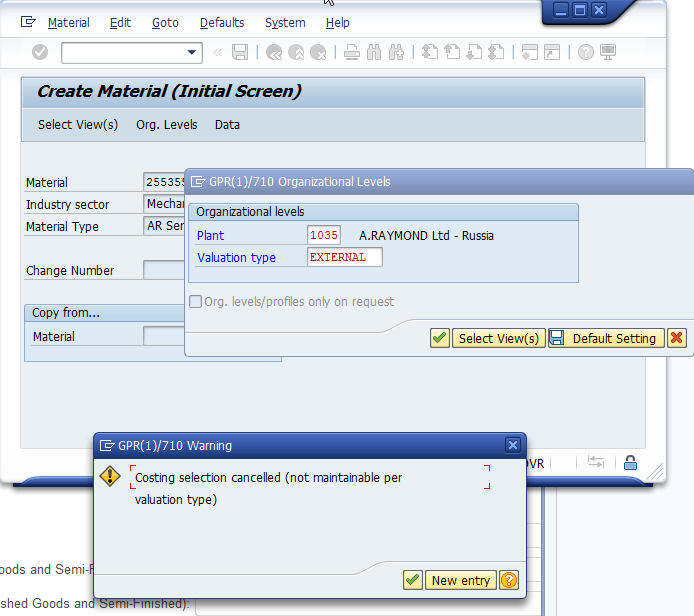 Material Edit Goto Defaults System Help
Create Material (Initial Screen)
Select View(s) Org. Levels Data
Material 255355
Industry sector Mechan
Material Type AR Ser
Change Number
Copy from...
Material
GPR(1)/710 Organizational Levels
Organizational levels
Plant 1035 A.RAYMOND Ltd - Russia
Valuation type EXTERNAL
Org. levels/profiles only on request
Select View(s) Default Setting
GPR(1)/710 Warning
Costing selection cancelled (not maintainable per
valuation type)
New entry
OVR
oods and Semi-F
shed Goods and Semi-Finished):